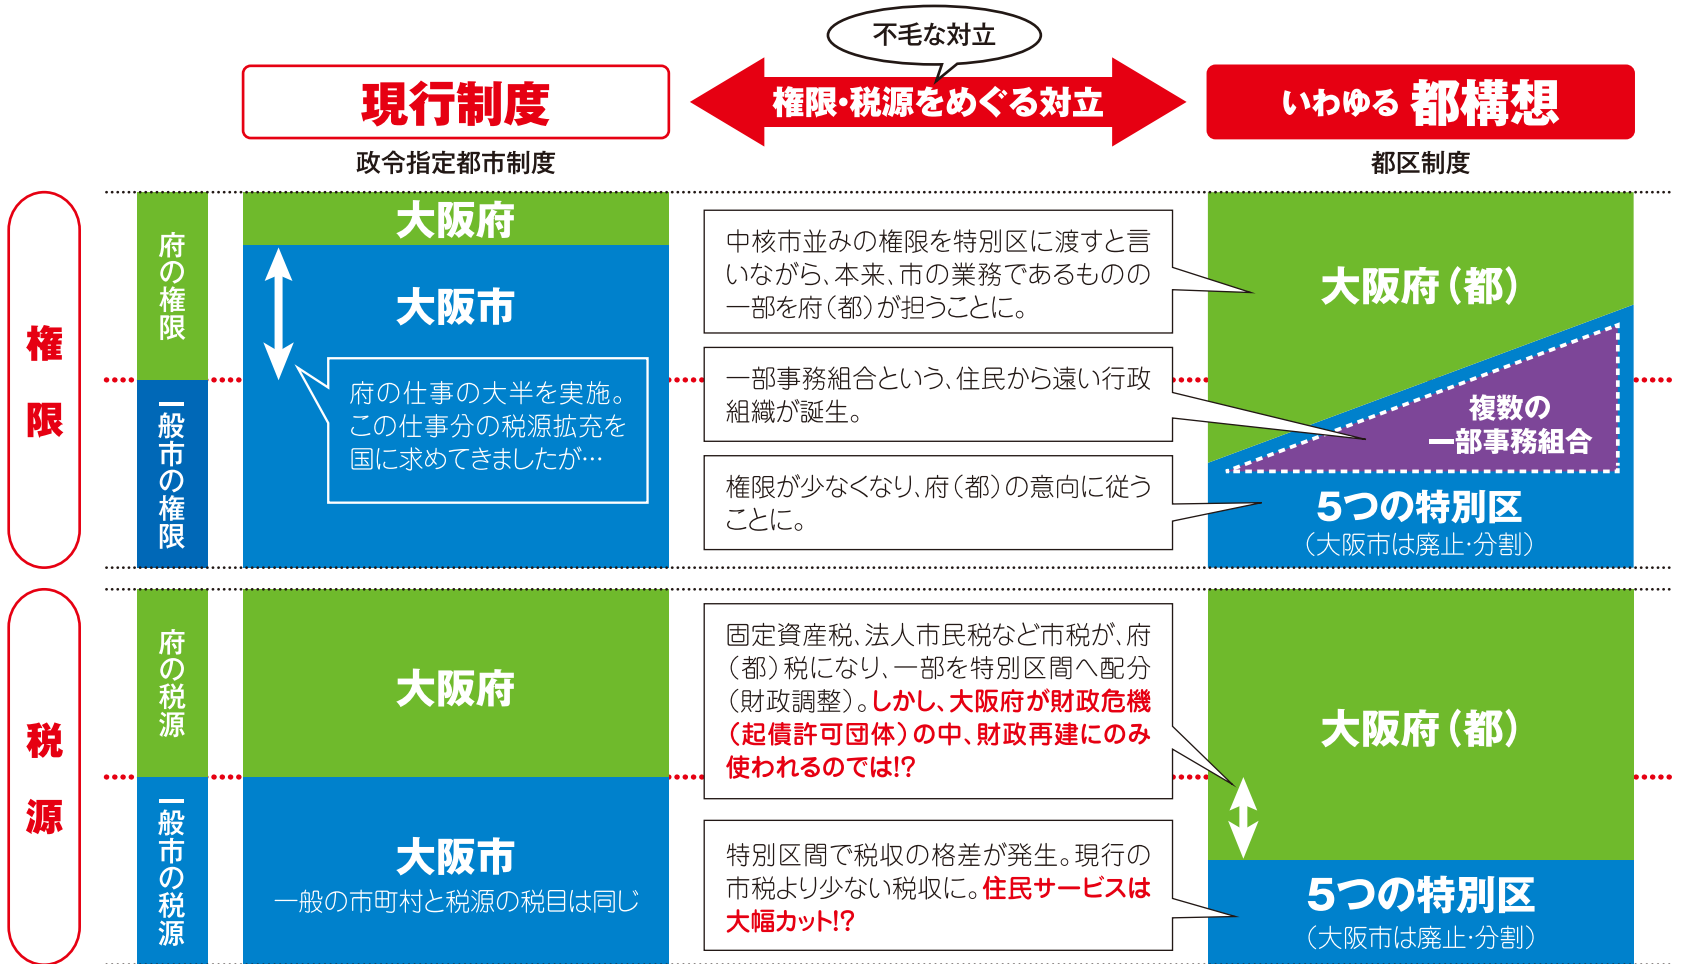 不毛な対立
現行制度
権限・税源をめぐる対立
いわゆる 都構想
政令指定都市制度
都区制度
権限
府の権限
一般市の権限
大阪府
大阪市
府の仕事の大半を実施。
この仕事分の税源拡充を
国に求めてきましたが…
中核市並みの権限を特別区に渡すと言
いながら、本来、市の業務であるものの
一部を府（都）が担うことに。
一部事務組合という、住民から遠い行政
組織が誕生。
権限が少なくなり、府（都）の意向に従う
ことに。
大阪府（都）
複数の
一部事務組合
5つの特別区
（大阪市は廃止・分割）
税源
府の税源
一般市の税源
大阪府
大阪市
一般の市町村と税源の税目は同じ
固定資産税、法人市民税など市税が、府
（都）税になり、一部を特別区間へ配分
（財政調整）。しかし、大阪府が財政危機
（起債許可団体）の中、財政再建にのみ
使われるのでは!?
特別区間で税収の格差が発生。現行の
市税より少ない税収に。住民サービスは
大幅カット!?
大阪府（都）
5つの特別区
（大阪市は廃止・分割）